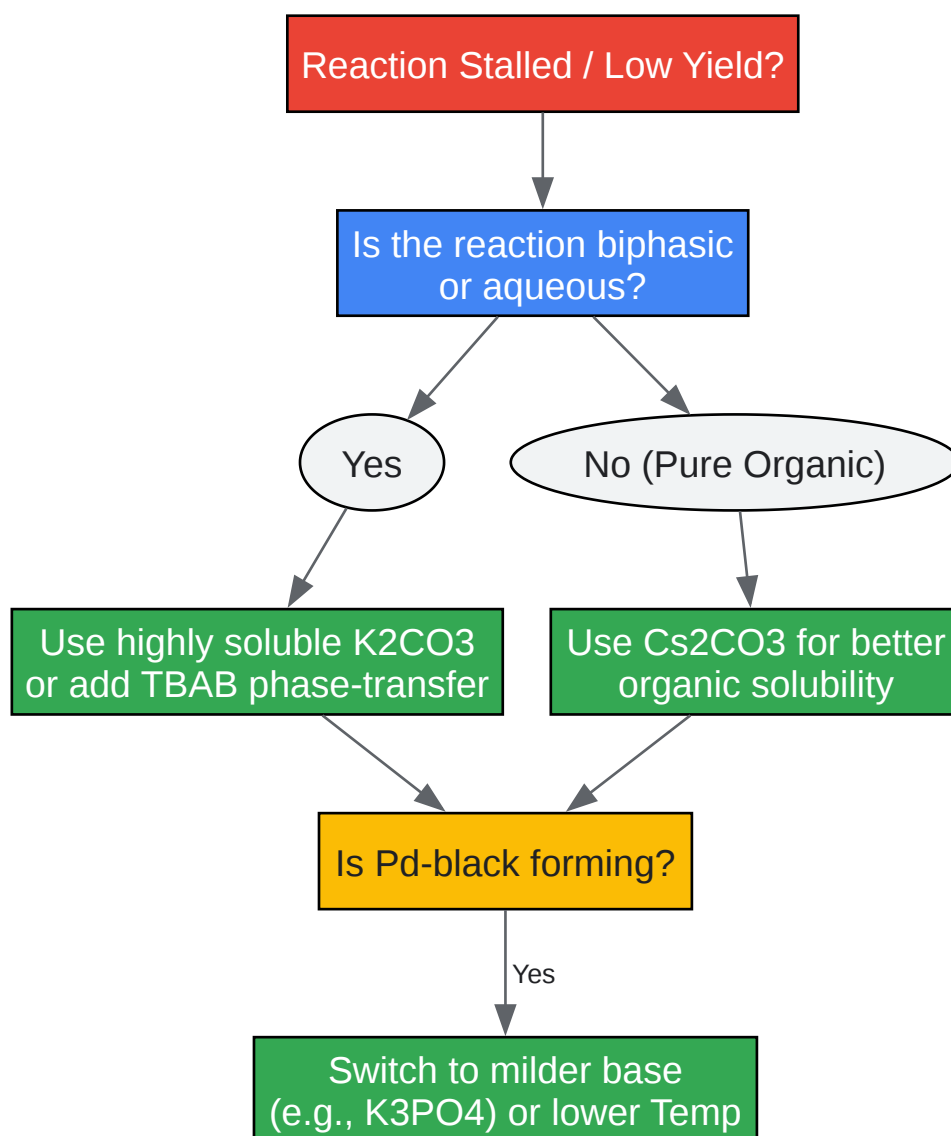 Reaction Stalled / Low Yield?
Is the reaction biphasic
or aqueous?
Yes
No (Pure Organic)
Use highly soluble K2CO3
or add TBAB phase-transfer
Use Cs2CO3 for better
organic solubility
Is Pd-black forming?
Yes
Switch to milder base
(e.g., K3PO4) or lower Temp